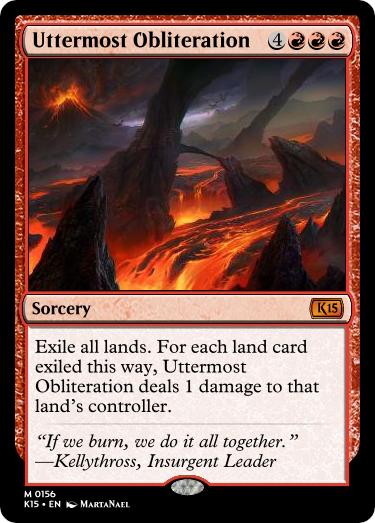 Uttermost Obliteration 4
Sorcery K15
Exile all lands. For each land card
exiled this way, Uttermost
Obliteration deals 1 damage to that
land's controller.
"If we burn, we do it all together."
—Kellythross, Insurgent Leader
M 0156
K15 • EN MartaNael